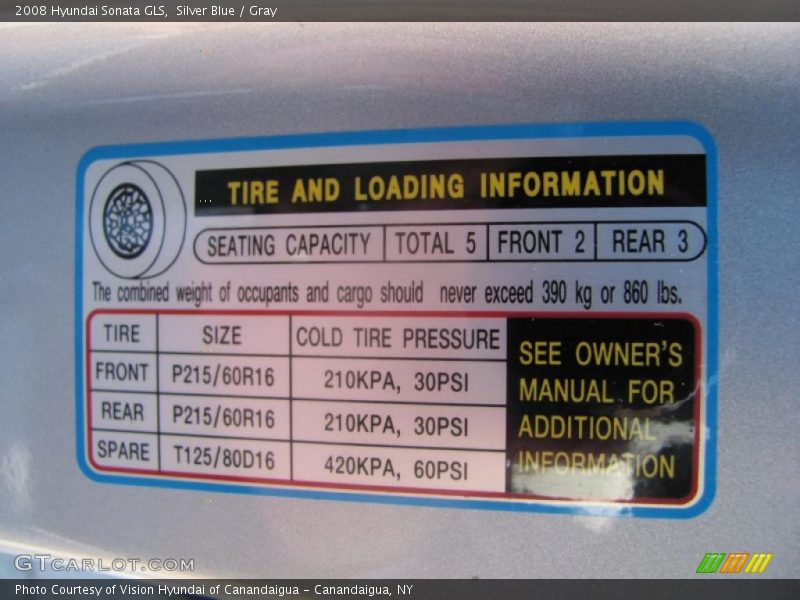 2008 Hyundai Sonata GLS, Silver Blue / Gray
TIRE AND LOADING INFORMATION
SEATING CAPACITY TOTAL 5 FRONT 2 REAR 3
The combined weight of occupants and cargo should never exceed 390 kg or 860 lbs.
TIRE SIZE COLD TIRE PRESSURE
FRONT P215/60R16 210KPA, 30PSI
REAR P215/60R16 210KPA, 30PSI
SPARE T125/80D16 420KPA, 60PSI
SEE OWNER'S
MANUAL FOR
ADDITIONAL
INFORMATION
GTCARLOT.COM
Photo Courtesy of Vision Hyundai of Canandaigua - Canandaigua, NY